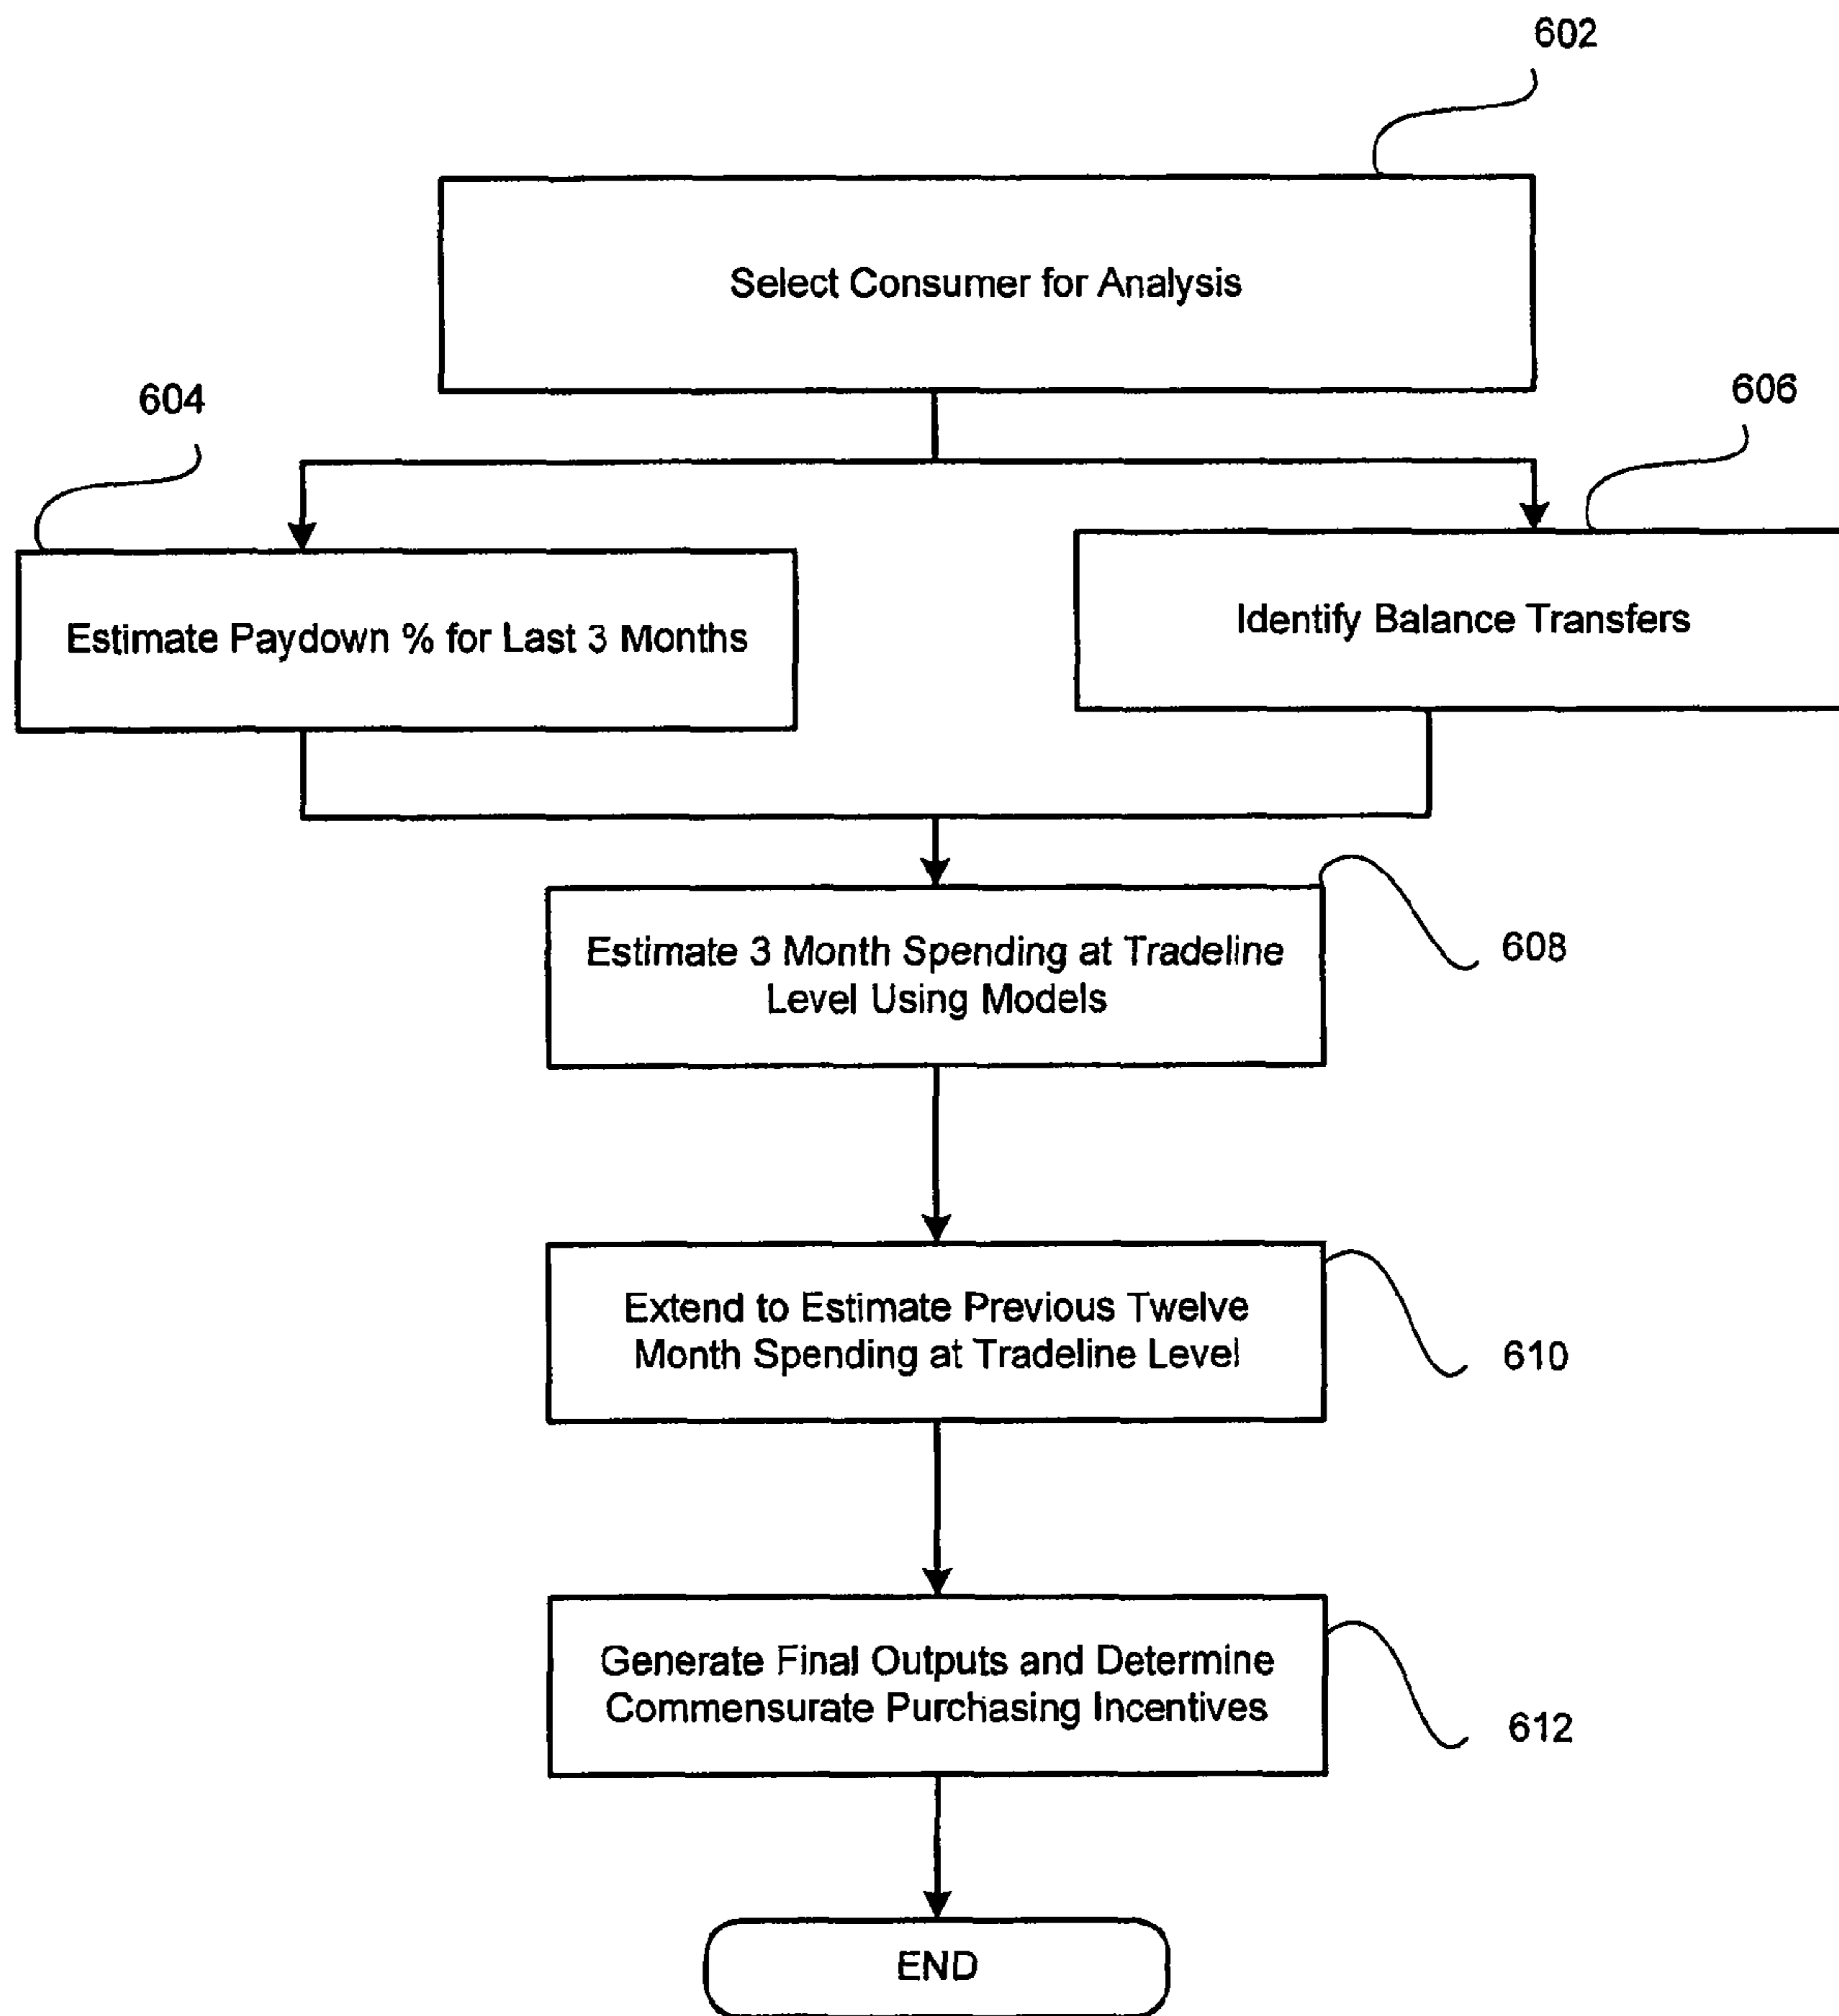 602
Select Consumer for Analysis
604
606
Estimate Paydown % for Last 3 Months
Identify Balance Transfers
Estimate 3 Month Spending at Tradeline
Level Using Models
608
Extend to Estimate Previous Twelve
Month Spending at Tradeline Level
610
Generate Final Outputs and Determine
Commensurate Purchasing Incentives
612
END